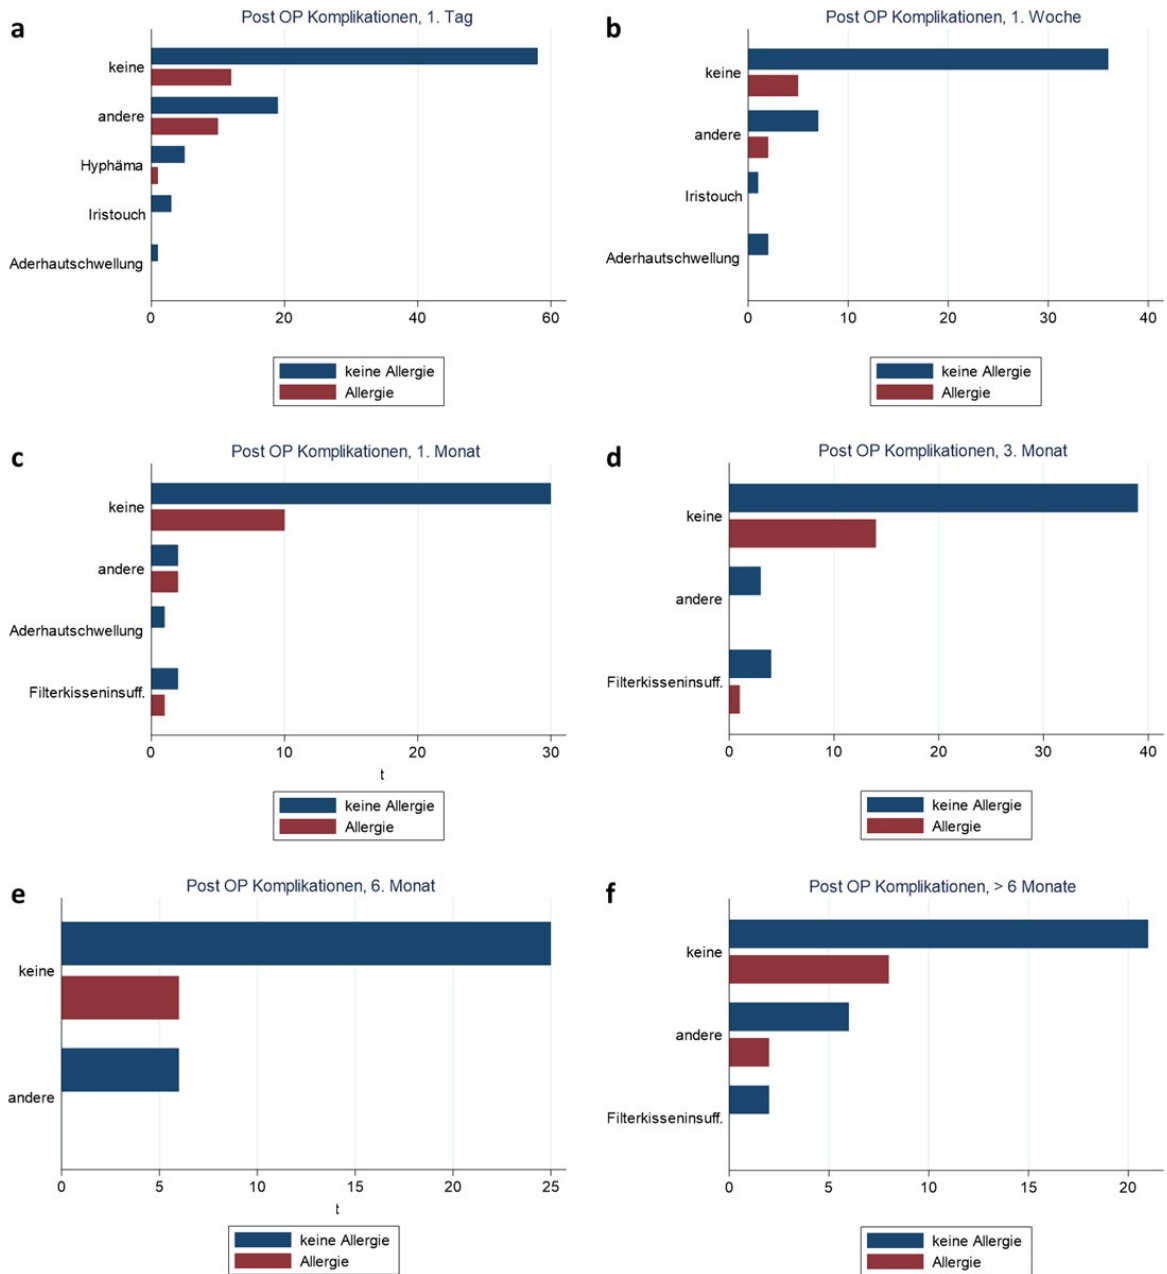 a
Post OP Komplikationen, 1. Tag
keine
andere
Hyphäma
Iristouch
Aderhautschwellung
0 20 40 60
keine Allergie
Allergie
b
Post OP Komplikationen, 1. Woche
keine
andere
Iristouch
Aderhautschwellung
0 10 20 30 40
keine Allergie
Allergie
c
Post OP Komplikationen, 1. Monat
keine
andere
Aderhautschwellung
Filterkisseninsuff.
0 10 20 30
t
keine Allergie
Allergie
d
Post OP Komplikationen, 3. Monat
keine
andere
Filterkisseninsuff.
0 10 20 30 40
keine Allergie
Allergie
e
Post OP Komplikationen, 6. Monat
keine
andere
0 5 10 15 20 25
t
keine Allergie
Allergie
f
Post OP Komplikationen, > 6 Monate
keine
andere
Filterkisseninsuff.
0 5 10 15 20
keine Allergie
Allergie